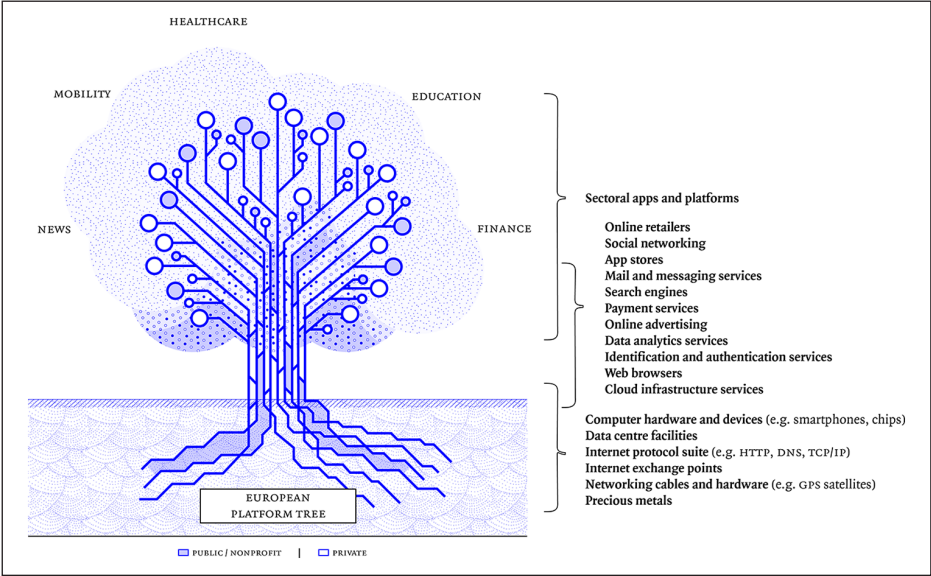 HEALTHCARE
MOBILITY
EDUCATION
NEWS
FINANCE
Sectoral apps and platforms
Online retailers
Social networking
App stores
Mail and messaging services
Search engines
Payment services
Online advertising
Data analytics services
Identification and authentication services
Web browsers
Cloud infrastructure services
Computer hardware and devices (e.g. smartphones, chips)
Data centre facilities
Internet protocol suite (e.g. HTTP, DNS, TCP/IP)
Internet exchange points
Networking cables and hardware (e.g. GPS satellites)
Precious metals
EUROPEAN
PLATFORM TREE
PUBLIC / NONPROFIT | PRIVATE